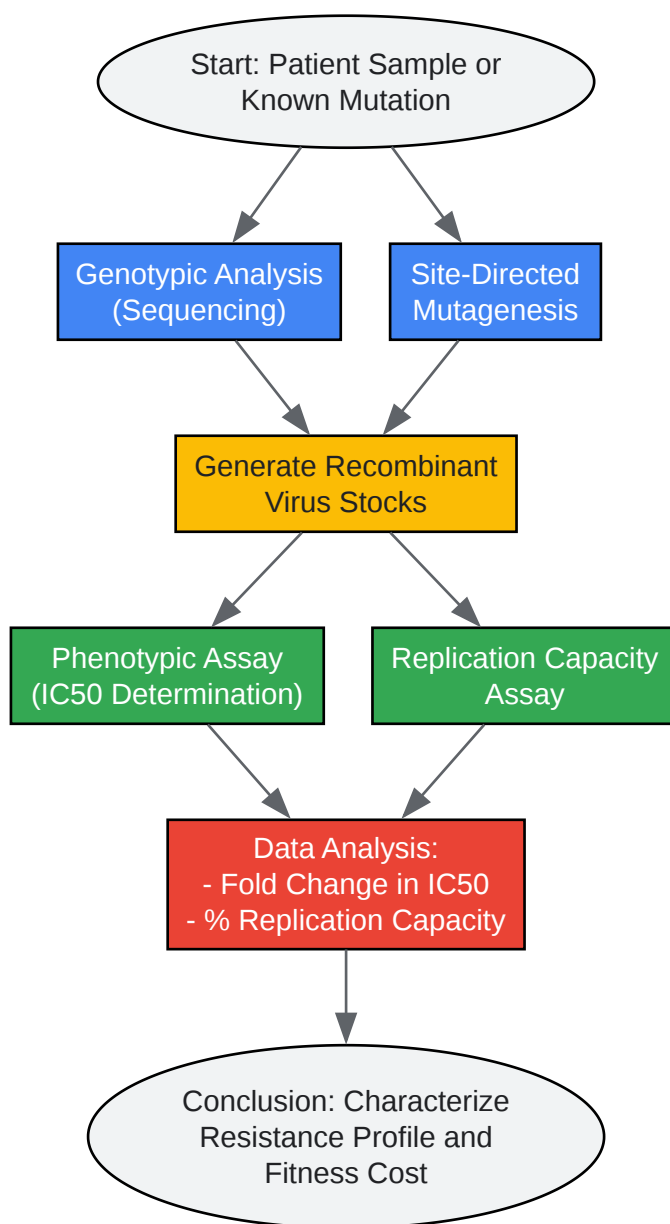 Start: Patient Sample or
Known Mutation
Genotypic Analysis
(Sequencing)
Site-Directed
Mutagenesis
Generate Recombinant
Virus Stocks
Phenotypic Assay
(IC50 Determination)
Replication Capacity
Assay
Data Analysis:
- Fold Change in IC50
- % Replication Capacity
Conclusion: Characterize
Resistance Profile and
Fitness Cost